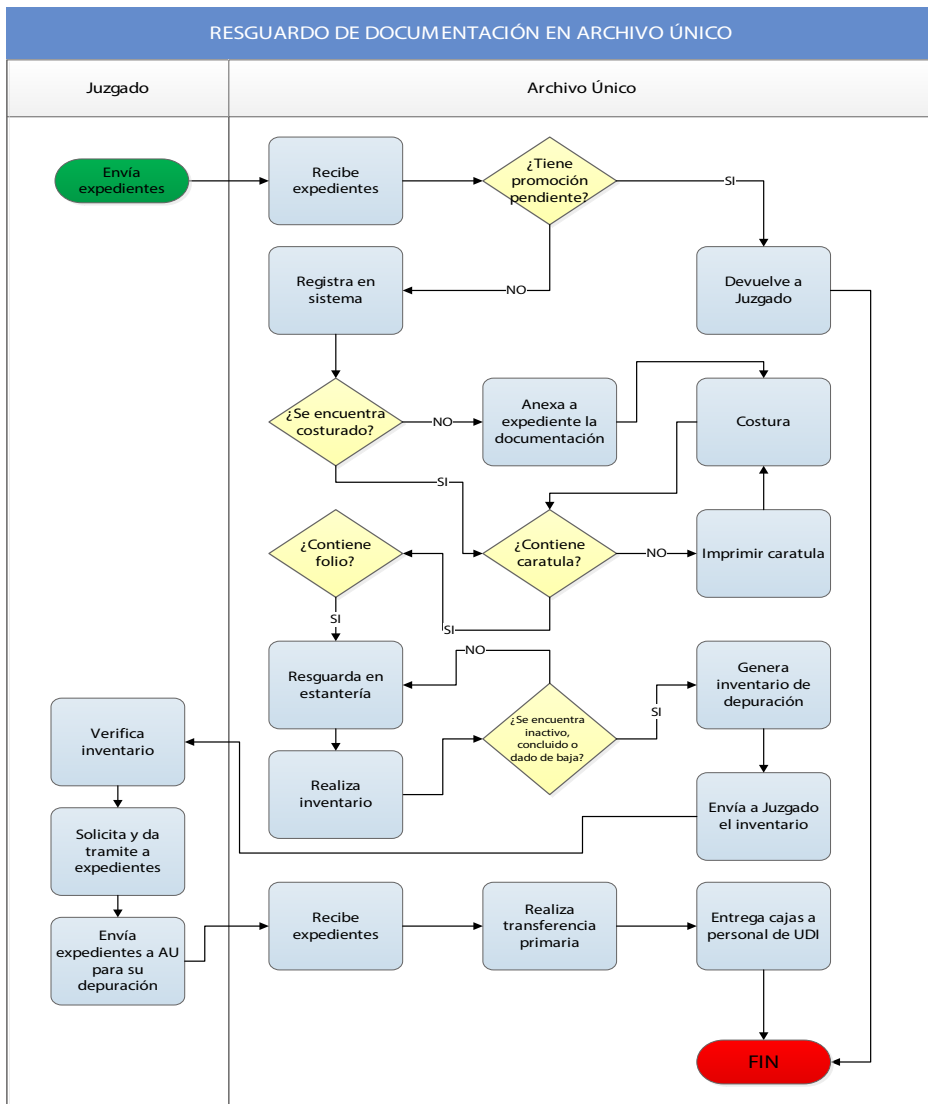 RESGUARDO DE DOCUMENTACIÓN EN ARCHIVO ÚNICO
Juzgado
Archivo Único
Envía
expedientes
Recibe
expedientes
¿Tiene
promoción
pendiente?
SI
Registra en
sistema
NO
Devuelve a
Juzgado
¿Se encuentra
costurado?
NO
Anexa a
expediente la
documentación
Costura
SI
¿Contiene
folio?
¿Contiene
caratula?
NO
Imprimir caratula
SI
SI
Resguarda en
estantería
NO
Genera
inventario de
depuración
¿Se encuentra
inactivo,
concluido o
dado de baja?
SI
Verifica
inventario
Realiza
inventario
Envía a Juzgado
el inventario
Solicita y da
tramite a
expedientes
Envía
expedientes a AU
para su
depuración
Recibe
expedientes
Realiza
transferencia
primaria
Entrega cajas a
personal de UDI
FIN